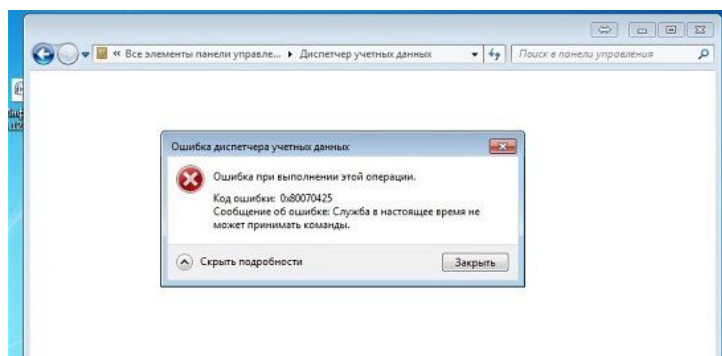 « Все элементы панели управле... ▸ Диспетчер учетных данных
Поиск в панели управления
Ошибка диспетчера учетных данных
Ошибка при выполнении этой операции.
Код ошибки: 0x80070425
Сообщение об ошибке: Служба в настоящее время не
может принимать команды.
Скрыть подробности
Закрыть